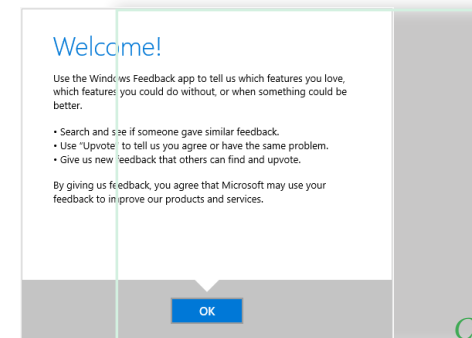 Welcome!
Use the Windows Feedback app to tell us which features you love,
which features you could do without, or when something could be
better.
• Search and see if someone gave similar feedback.
• Use "Upvote" to tell us you agree or have the same problem.
• Give us new feedback that others can find and upvote.
By giving us feedback, you agree that Microsoft may use your
feedback to improve our products and services.
OK